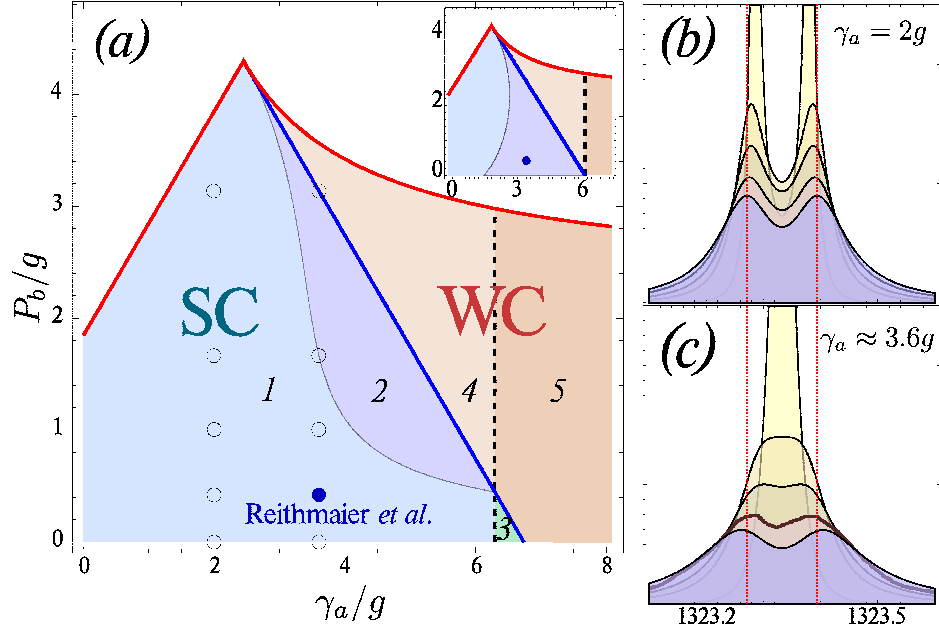 (a)
4
3
2
1
0
P_b/g
0
2
4
6
8
γ_a/g
SC
WC
1
2
4
5
3
Reithmaier et al.
4
2
0
0
3
6
(b)
γ_a = 2g
(c)
γ_a ≈ 3.6g
1323.2
1323.5